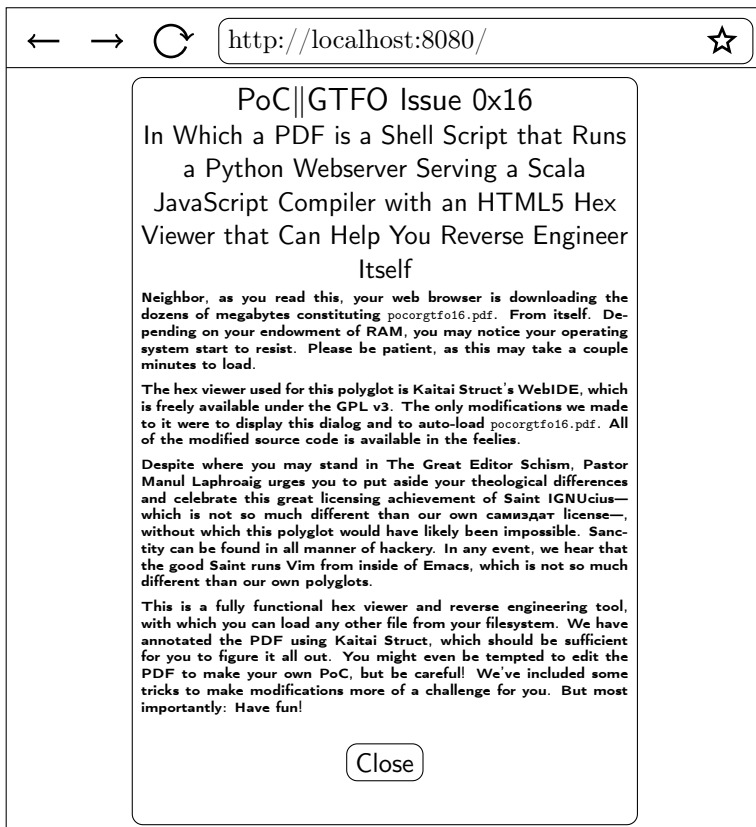 http://localhost:8080/
PoC||GTFO Issue 0x16
In Which a PDF is a Shell Script that Runs
a Python Webserver Serving a Scala
JavaScript Compiler with an HTML5 Hex
Viewer that Can Help You Reverse Engineer
Itself
Neighbor, as you read this, your web browser is downloading the
dozens of megabytes constituting pocorgtfo16.pdf. From itself. De-
pending on your endowment of RAM, you may notice your operating
system start to resist. Please be patient, as this may take a couple
minutes to load.
The hex viewer used for this polyglot is Kaitai Struct's WebIDE, which
is freely available under the GPL v3. The only modifications we made
to it were to display this dialog and to auto-load pocorgtfo16.pdf. All
of the modified source code is available in the feelies.
Despite where you may stand in The Great Editor Schism, Pastor
Manul Laphroaig urges you to put aside your theological differences
and celebrate this great licensing achievement of Saint IGNUcius—
which is not so much different than our own самиздат license—,
without which this polyglot would have likely been impossible. Sanc-
tity can be found in all manner of hackery. In any event, we hear that
the good Saint runs Vim from inside of Emacs, which is not so much
different than our own polyglots.
This is a fully functional hex viewer and reverse engineering tool,
with which you can load any other file from your filesystem. We have
annotated the PDF using Kaitai Struct, which should be sufficient
for you to figure it all out. You might even be tempted to edit the
PDF to make your own PoC, but be careful! We've included some
tricks to make modifications more of a challenge for you. But most
importantly: Have fun!
Close